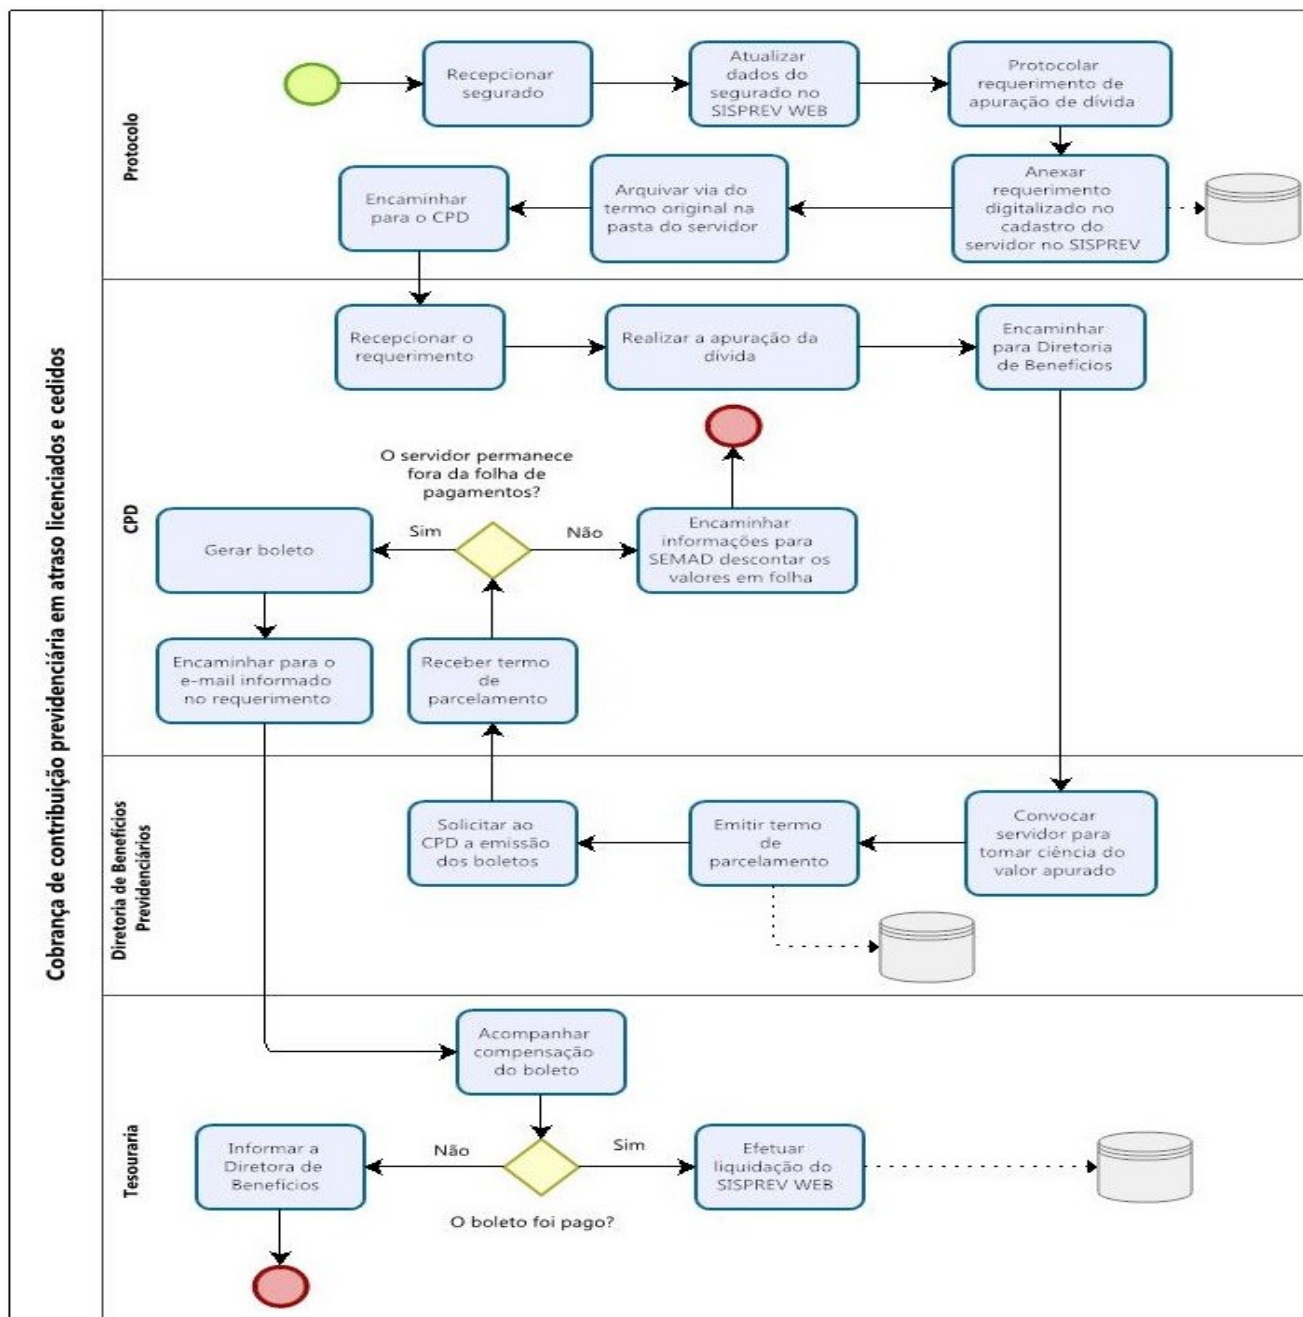 Cobrança de contribuição previdenciária em atraso licenciados e cedidos
Protocolo
Recepcionar
segurado
Atualizar
dados do
segurado no
SISPREV WEB
Protocolar
requerimento de
apuração de dívida
Anexar
requerimento
digitalizado no
cadastro do
servidor no SISPREV
Arquivar via do
termo original na
pasta do servidor
Encaminhar
para o CPD
CPD
Recepcionar o
requerimento
Realizar a apuração da
dívida
Encaminhar
para Diretoria
de Benefícios
O servidor permanece
fora da folha de
pagamentos?
Sim
Não
Gerar boleto
Encaminhar
informações para
SEMAD descontar os
valores em folha
Encaminhar para o
e-mail informado
no requerimento
Receber termo
de
parcelamento
Diretoria de Benefícios
Previdenciários
Solicitar ao
CPD a emissão
dos boletos
Emitir termo
de
parcelamento
Convocar
servidor para
tomar ciência do
valor apurado
Tesouraria
Acompanhar
compensação
do boleto
Informar a
Diretora de
Benefícios
Não
Sim
Efetuar
liquidação do
SISPREV WEB
O boleto foi pago?